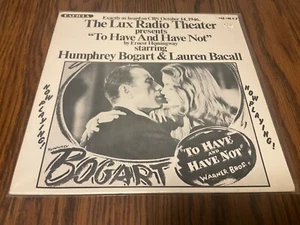 Exactly as heard on CBS, October 14, 1946.
The Lux Radio Theater
presents
"To Have And Have Not"
by Ernest Hemingway
starring
Humphrey Bogart & Lauren Bacall
NOW PLAYING!
NOW PLAYING!
HUMPHREY
BOGART
"TO HAVE
AND
HAVE NOT"
WARNER BROS.